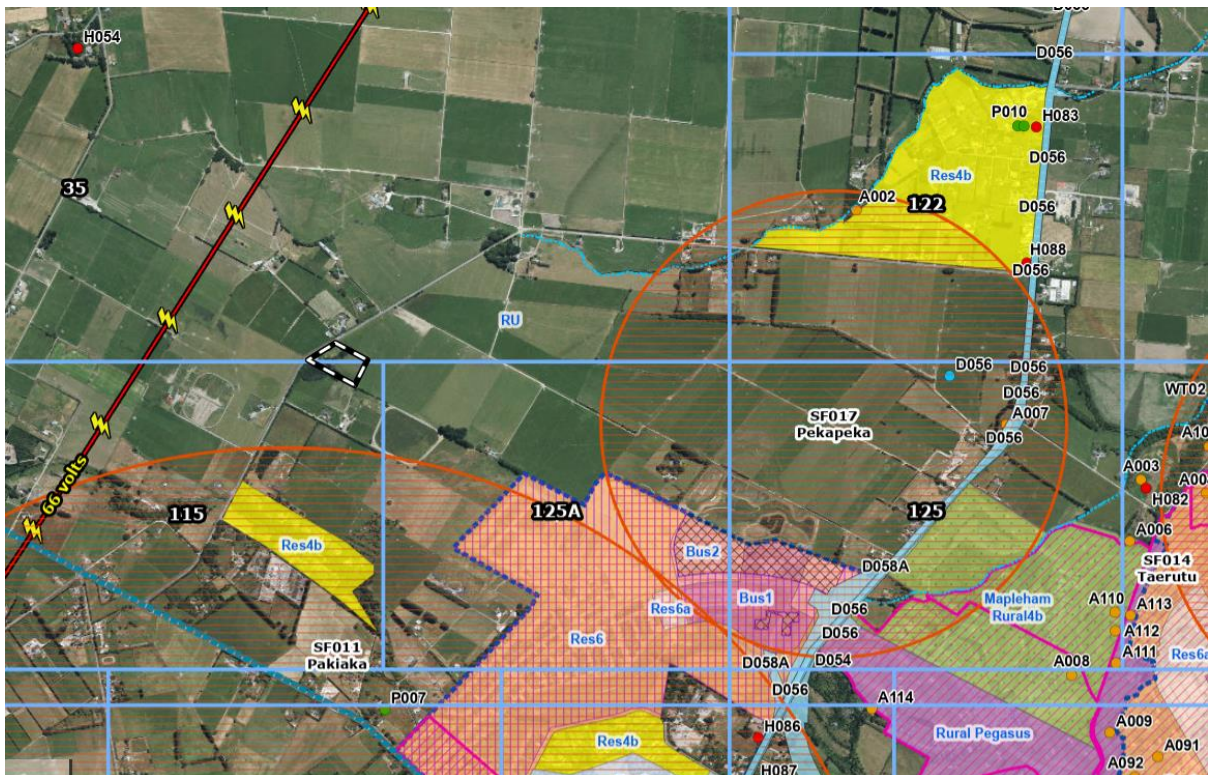 D056
H054
D056
P010
H083
D056
Res4b
35
A002
122
D056
H088
D056
RU
D056
D056
WT02
D056
SF017
Pekapeka
A007
D056
A10
66 volts
A003
A00
H082
115
125A
125
A006
Res4b
Bus2
D058A
SF014
Taerutu
Res6a
Bus1
D056
Mapleham
Rural4b
A110
A113
Res6
D056
A112
SF011
Pakiaka
D058A
D054
A111
Res6a
A008
P007
D056
A114
H086
Res4b
Rural Pegasus
A009
H087
A092
A091